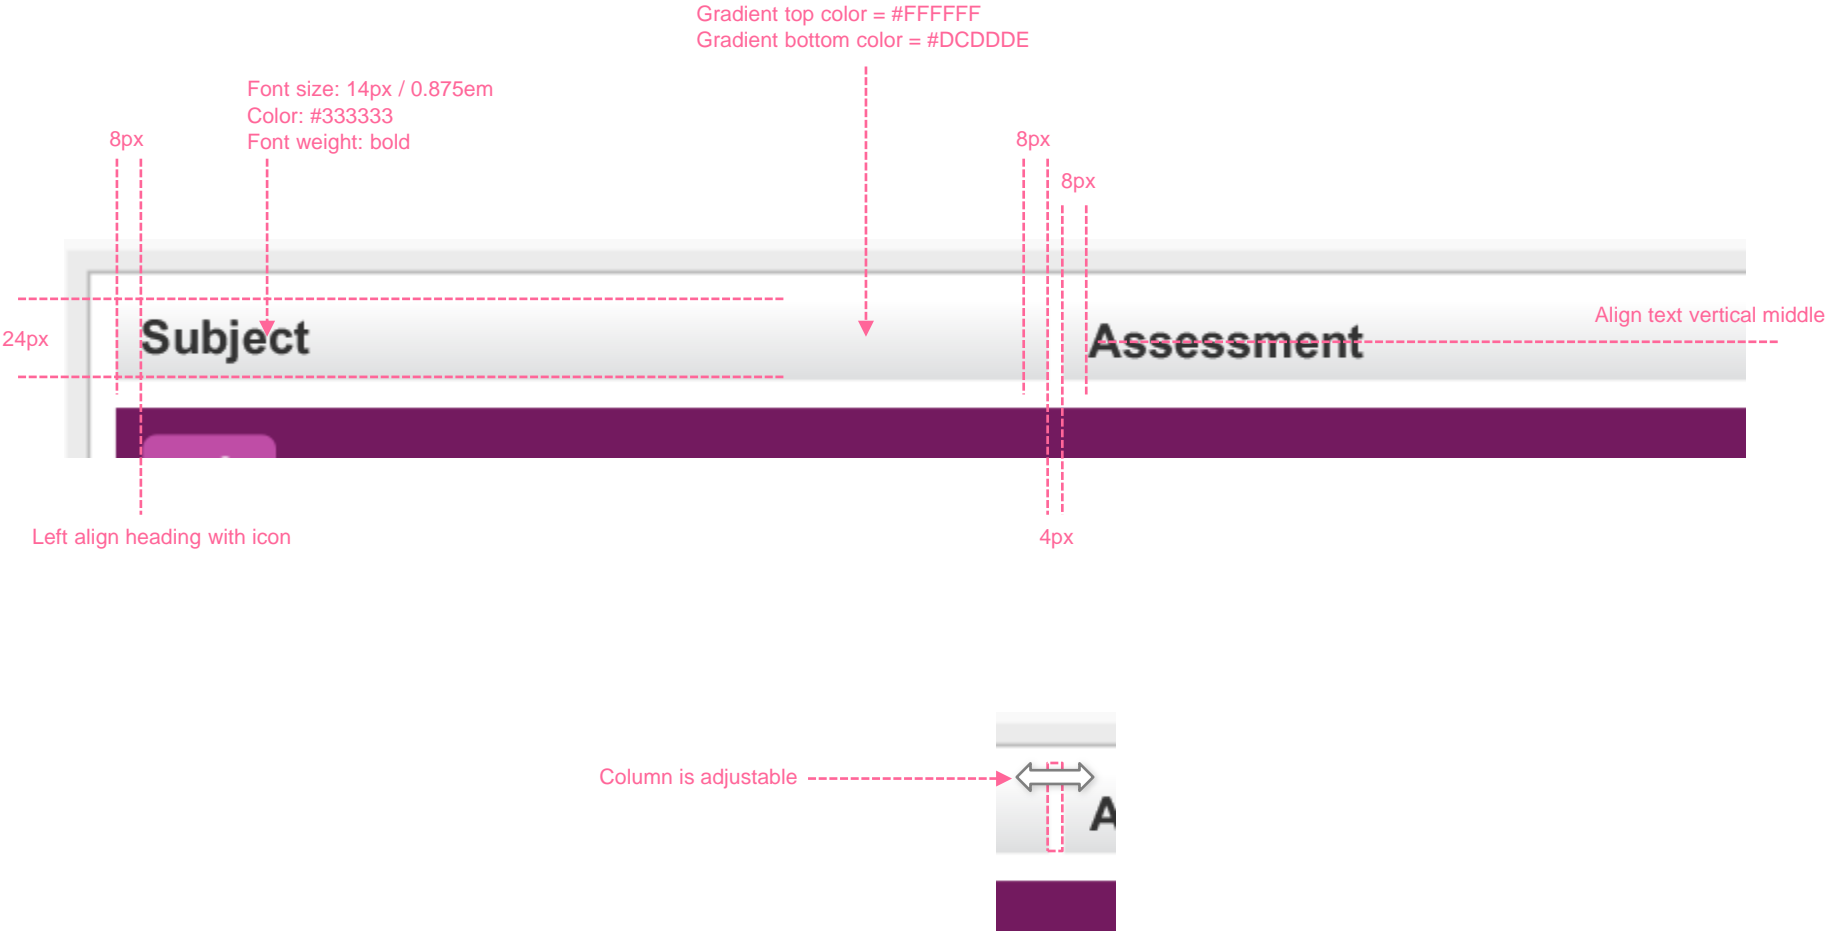 Gradient top color = #FFFFFF
Gradient bottom color = #DCDDDE
Font size: 14px / 0.875em
Color: #333333
Font weight: bold
8px
8px
8px
Subject
Assessment
Align text vertical middle
24px
Left align heading with icon
4px
Column is adjustable
A